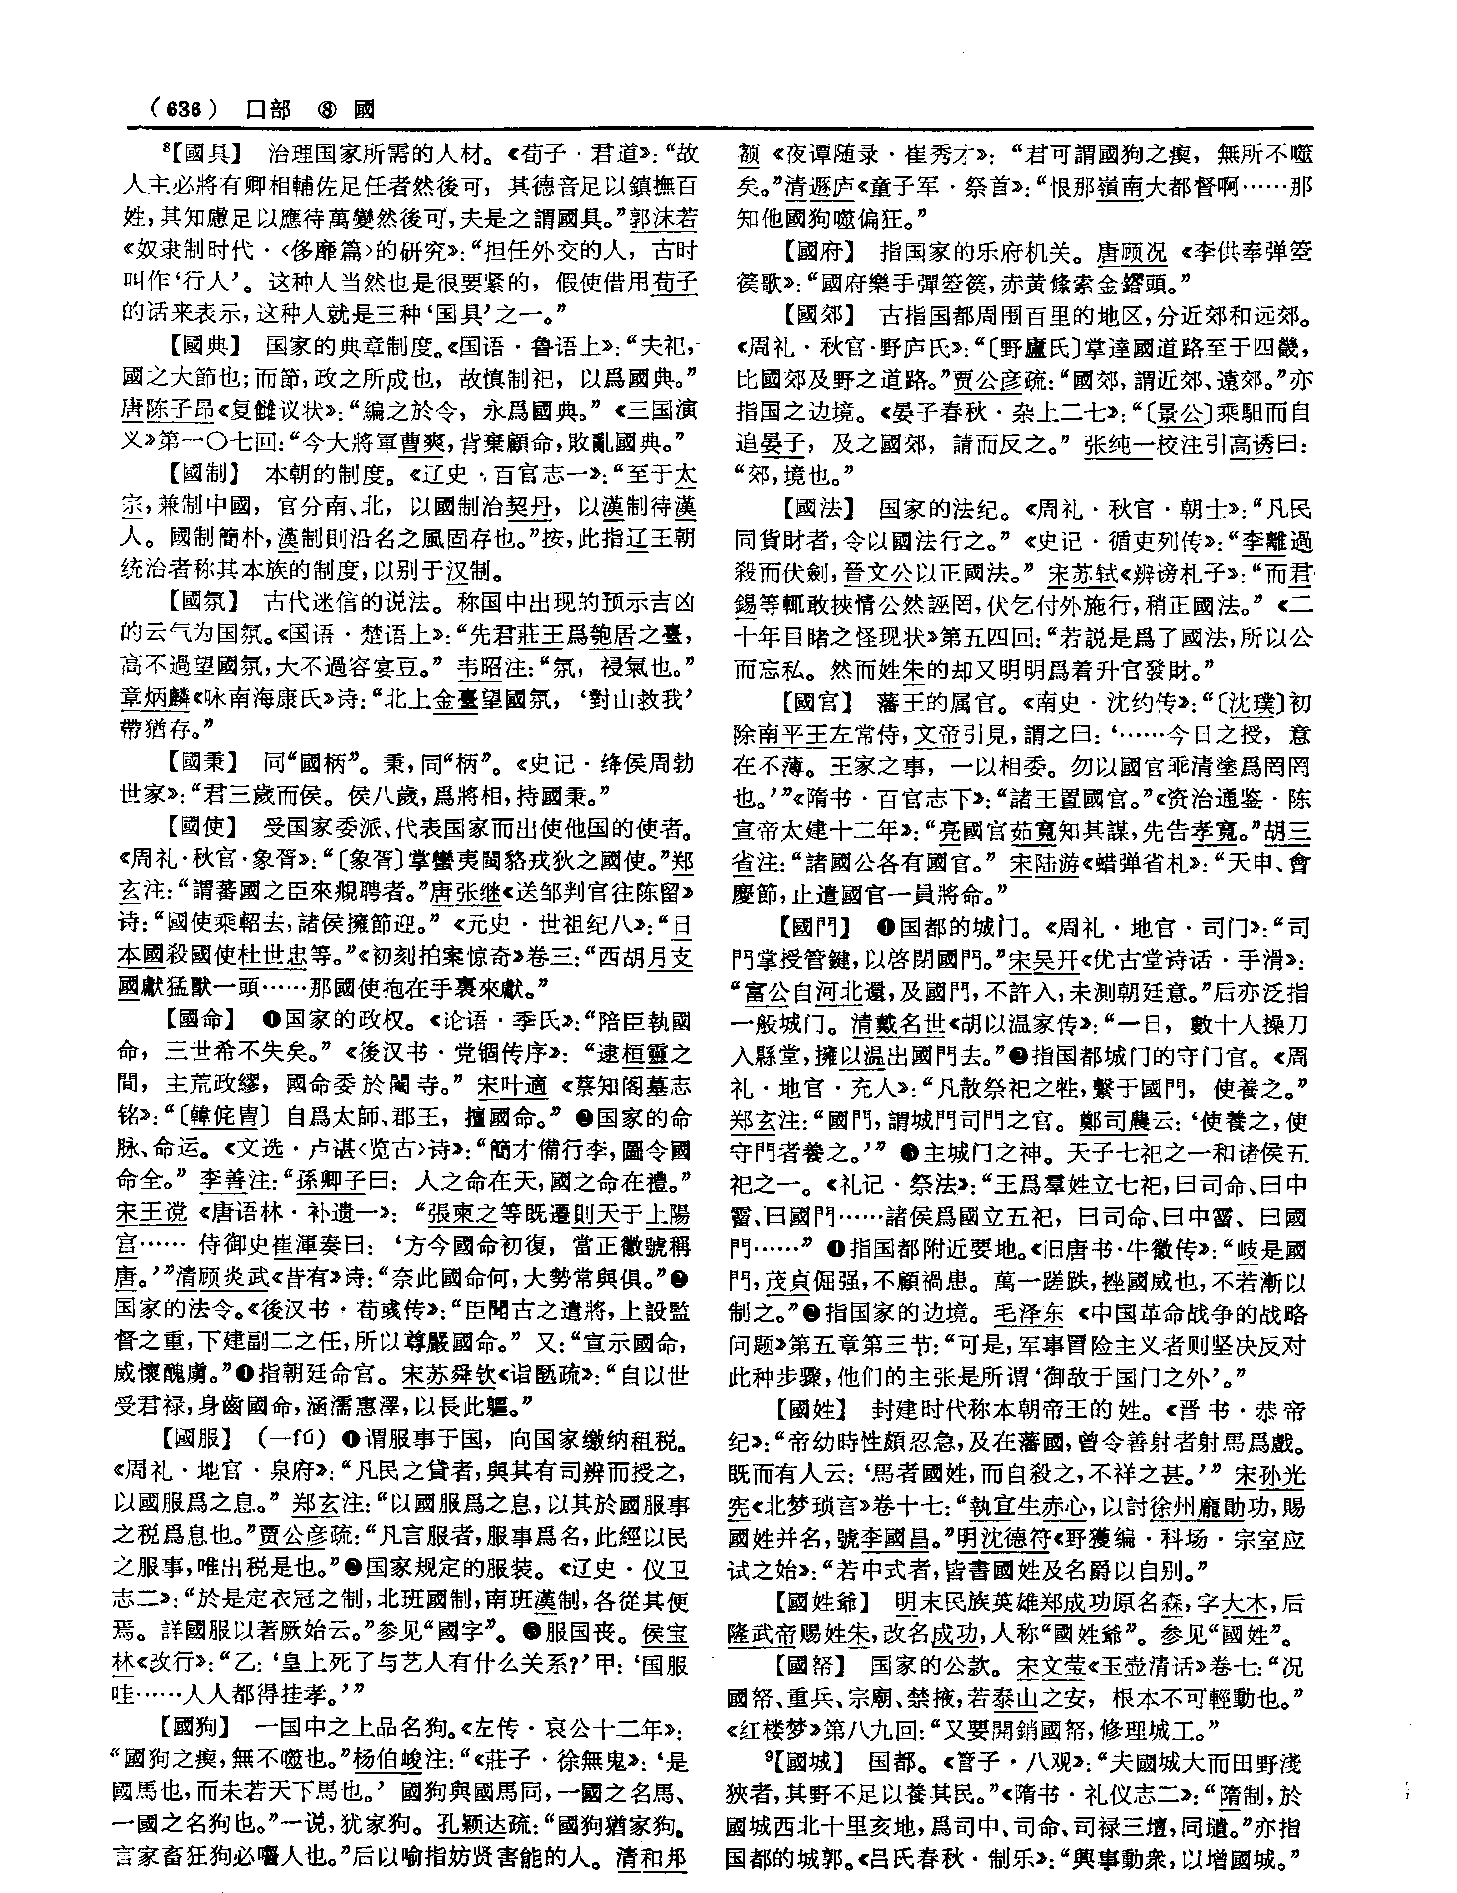 （636） 口部 ⑧ 國
⁸【國具】 治理国家所需的人材。《荀子·君道》：“故
人主必將有卿相輔佐足任者然後可，其德音足以鎮撫百
姓，其知慮足以應待萬變然後可，夫是之謂國具。”郭沫若
《奴隶制时代·〈侈靡篇〉的研究》：“担任外交的人，古时
叫作‘行人’。这种人当然也是很要紧的，假使借用荀子
的话来表示，这种人就是三种‘国具’之一。”
【國典】 国家的典章制度。《国语·鲁语上》：“夫祀，
國之大節也；而節，政之所成也，故慎制祀，以爲國典。”
唐陈子昂《复雠议状》：“編之於令，永爲國典。”《三国演
义》第一〇七回：“今大將軍曹爽，背棄顧命，敗亂國典。”
【國制】 本朝的制度。《辽史·百官志一》：“至于太
宗，兼制中國，官分南、北，以國制治契丹，以漢制待漢
人。國制簡朴，漢制則沿名之風固存也。”按，此指辽王朝
统治者称其本族的制度，以别于汉制。
【國氛】 古代迷信的说法。称国中出现的预示吉凶
的云气为国氛。《国语·楚语上》：“先君莊王爲匏居之臺，
高不過望國氛，大不過容宴豆。”韦昭注：“氛，祲氣也。”
章炳麟《咏南海康氏》诗：“北上金臺望國氛，‘對山救我’
帶猶存。”
【國秉】 同“國柄”。秉，同“柄”。《史记·绛侯周勃
世家》：“君三歲而侯。侯八歲，爲將相，持國秉。”
【國使】 受国家委派、代表国家而出使他国的使者。
《周礼·秋官·象胥》：“〔象胥〕掌蠻夷閩貉戎狄之國使。”郑
玄注：“謂蕃國之臣來覜聘者。”唐张继《送邹判官往陈留》
诗：“國使乘軺去，諸侯擁節迎。”《元史·世祖纪八》：“日
本國殺國使杜世忠等。”《初刻拍案惊奇》卷三：“西胡月支
國獻猛獸一頭……那國使抱在手裏來獻。”
【國命】 ❶国家的政权。《论语·季氏》：“陪臣執國
命，三世希不失矣。”《後汉书·党锢传序》：“逮桓靈之
間，主荒政繆，國命委於閹寺。”宋叶適《蔡知阁墓志
铭》：“〔韓侂冑〕自爲太師、郡王，擅國命。”❷国家的命
脉、命运。《文选·卢谌〈览古〉诗》：“簡才備行李，圖令國
命全。”李善注：“孫卿子曰：人之命在天，國之命在禮。”
宋王谠《唐语林·补遗一》：“張柬之等既遷則天于上陽
宫……侍御史崔渾奏曰：‘方今國命初復，當正徽號稱
唐。’”清顾炎武《昔有》诗：“奈此國命何，大勢常與俱。”❸
国家的法令。《後汉书·荀彧传》：“臣聞古之遣將，上設監
督之重，下建副二之任，所以尊嚴國命。”又：“宣示國命，
威懷醜虜。”❹指朝廷命官。宋苏舜钦《诣匦疏》：“自以世
受君禄，身齒國命，涵濡惠澤，以長此軀。”
【國服】 （—fú）❶谓服事于国，向国家缴纳租税。
《周礼·地官·泉府》：“凡民之貸者，與其有司辨而授之，
以國服爲之息。”郑玄注：“以國服爲之息，以其於國服事
之税爲息也。”贾公彦疏：“凡言服者，服事爲名，此經以民
之服事，唯出税是也。”❷国家规定的服装。《辽史·仪卫
志二》：“於是定衣冠之制，北班國制，南班漢制，各從其便
焉。詳國服以著厥始云。”参见“國字”。❸服国丧。侯宝
林《改行》：“乙：‘皇上死了与艺人有什么关系？’甲：‘国服
哇……人人都得挂孝。’”
【國狗】 一国中之上品名狗。《左传·哀公十二年》：
“國狗之瘈，無不噬也。”杨伯峻注：“《莊子·徐無鬼》：‘是
國馬也，而未若天下馬也。’國狗與國馬同，一國之名馬、
一國之名狗也。”一说，犹家狗。孔颖达疏：“國狗猶家狗。
言家畜狂狗必嚙人也。”后以喻指妨贤害能的人。清和邦
额《夜谭随录·崔秀才》：“君可謂國狗之瘈，無所不噬
矣。”清遯庐《童子军·祭首》：“恨那嶺南大都督啊……那
知他國狗噬偏狂。”
【國府】 指国家的乐府机关。唐顾况《李供奉弹箜
篌歌》：“國府樂手彈箜篌，赤黄絛索金鎝頭。”
【國郊】 古指国都周围百里的地区，分近郊和远郊。
《周礼·秋官·野庐氏》：“〔野廬氏〕掌達國道路至于四畿，
比國郊及野之道路。”贾公彦疏：“國郊，謂近郊、遠郊。”亦
指国之边境。《晏子春秋·杂上二七》：“〔景公〕乘馹而自
追晏子，及之國郊，請而反之。”张纯一校注引高诱曰：
“郊，境也。”
【國法】 国家的法纪。《周礼·秋官·朝士》：“凡民
同貨財者，令以國法行之。”《史记·循吏列传》：“李離過
殺而伏劍，晉文公以正國法。”宋苏轼《辨谤札子》：“而君
錫等輒敢挾情公然誣罔，伏乞付外施行，稍正國法。”《二
十年目睹之怪现状》第五四回：“若説是爲了國法，所以公
而忘私。然而姓朱的却又明明爲着升官發財。”
【國官】 藩王的属官。《南史·沈约传》：“〔沈璞〕初
除南平王左常侍，文帝引見，謂之曰：‘……今日之授，意
在不薄。王家之事，一以相委。勿以國官乖清塗爲罔罔
也。’”《隋书·百官志下》：“諸王置國官。”《资治通鉴·陈
宣帝太建十二年》：“亮國官茹寬知其謀，先告孝寬。”胡三
省注：“諸國公各有國官。”宋陆游《蜡弹省札》：“天申、會
慶節，止遣國官一員將命。”
【國門】 ❶国都的城门。《周礼·地官·司门》：“司
門掌授管鍵，以啓閉國門。”宋吴幵《优古堂诗话·手滑》：
“富公自河北還，及國門，不許入，未測朝廷意。”后亦泛指
一般城门。清戴名世《胡以温家传》：“一日，數十人操刀
入縣堂，擁以温出國門去。”❷指国都城门的守门官。《周
礼·地官·充人》：“凡散祭祀之牲，繫于國門，使養之。”
郑玄注：“國門，謂城門司門之官。鄭司農云：‘使養之，使
守門者養之。’”❸主城门之神。天子七祀之一和诸侯五
祀之一。《礼记·祭法》：“王爲羣姓立七祀，曰司命、曰中
霤、曰國門……諸侯爲國立五祀，曰司命、曰中霤、曰國
門……”❹指国都附近要地。《旧唐书·牛徽传》：“岐是國
門，茂貞倔强，不顧禍患。萬一蹉跌，挫國威也，不若漸以
制之。”❺指国家的边境。毛泽东《中国革命战争的战略
问题》第五章第三节：“可是，军事冒险主义者则坚决反对
此种步骤，他们的主张是所谓‘御敌于国门之外’。”
【國姓】 封建时代称本朝帝王的姓。《晋书·恭帝
纪》：“帝幼時性頗忍急，及在藩國，曾令善射者射馬爲戲。
既而有人云：‘馬者國姓，而自殺之，不祥之甚。’”宋孙光
宪《北梦琐言》卷十七：“執宜生赤心，以討徐州龐勛功，賜
國姓并名，號李國昌。”明沈德符《野獲编·科场·宗室应
试之始》：“若中式者，皆書國姓及名爵以自别。”
【國姓爺】 明末民族英雄郑成功原名森，字大木，后
隆武帝赐姓朱，改名成功，人称“國姓爺”。参见“國姓”。
【國帑】 国家的公款。宋文莹《玉壶清话》卷七：“况
國帑、重兵、宗廟、禁掖，若泰山之安，根本不可輕動也。”
《红楼梦》第八九回：“又要開銷國帑，修理城工。”
⁹【國城】 国都。《管子·八观》：“夫國城大而田野淺
狹者，其野不足以養其民。”《隋书·礼仪志二》：“隋制，於
國城西北十里亥地，爲司中、司命、司禄三壇，同壝。”亦指
国都的城郭。《吕氏春秋·制乐》：“興事動衆，以增國城。”